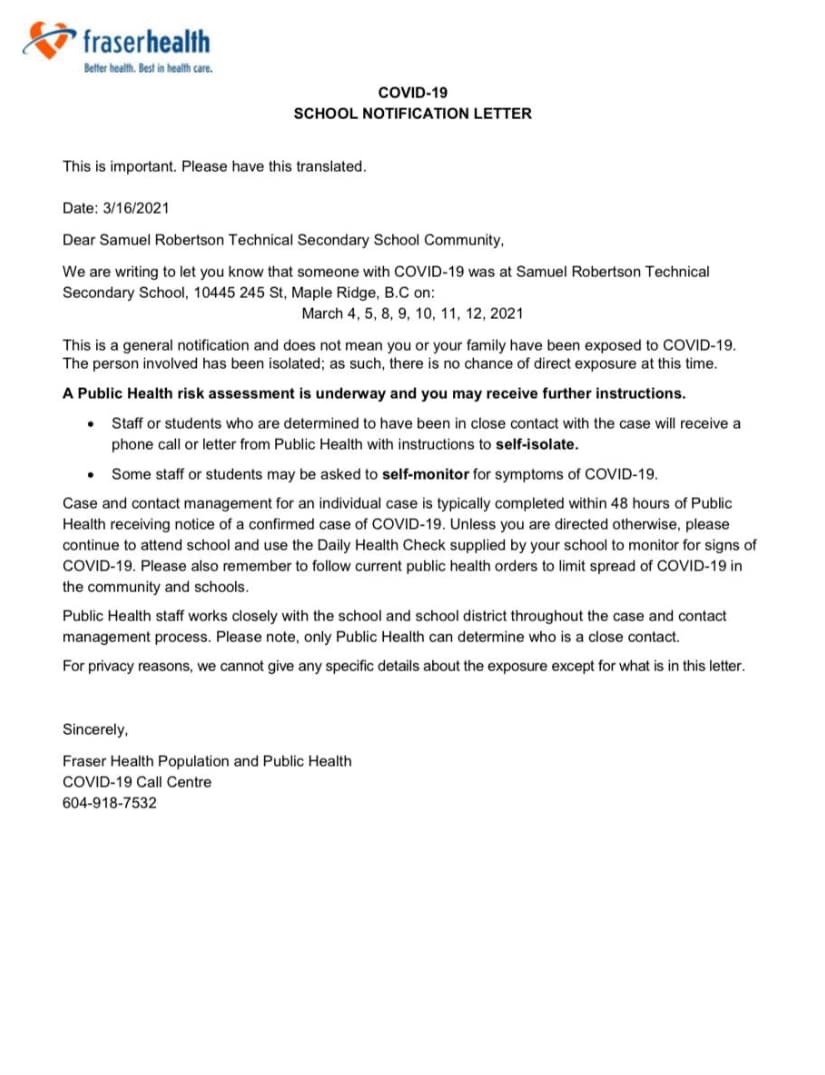 fraserhealth
Better health. Best in health care.
COVID-19
SCHOOL NOTIFICATION LETTER
This is important. Please have this translated.
Date: 3/16/2021
Dear Samuel Robertson Technical Secondary School Community,
We are writing to let you know that someone with COVID-19 was at Samuel Robertson Technical
Secondary School, 10445 245 St, Maple Ridge, B.C on:
March 4, 5, 8, 9, 10, 11, 12, 2021
This is a general notification and does not mean you or your family have been exposed to COVID-19.
The person involved has been isolated; as such, there is no chance of direct exposure at this time.
A Public Health risk assessment is underway and you may receive further instructions.
• Staff or students who are determined to have been in close contact with the case will receive a
phone call or letter from Public Health with instructions to self-isolate.
• Some staff or students may be asked to self-monitor for symptoms of COVID-19.
Case and contact management for an individual case is typically completed within 48 hours of Public
Health receiving notice of a confirmed case of COVID-19. Unless you are directed otherwise, please
continue to attend school and use the Daily Health Check supplied by your school to monitor for signs of
COVID-19. Please also remember to follow current public health orders to limit spread of COVID-19 in
the community and schools.
Public Health staff works closely with the school and school district throughout the case and contact
management process. Please note, only Public Health can determine who is a close contact.
For privacy reasons, we cannot give any specific details about the exposure except for what is in this letter.
Sincerely,
Fraser Health Population and Public Health
COVID-19 Call Centre
604-918-7532